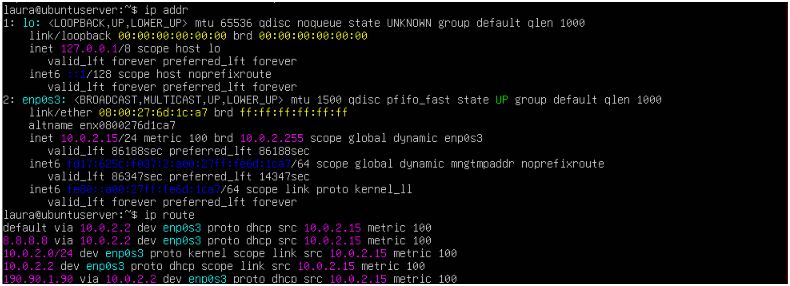 laura@ubuntuserver:~$ ip addr
1: lo: <LOOPBACK,UP,LOWER_UP> mtu 65536 qdisc noqueue state UNKNOWN group default qlen 1000
link/loopback 00:00:00:00:00:00 brd 00:00:00:00:00:00
inet 127.0.0.1/8 scope host lo
valid_lft forever preferred_lft forever
inet6 ::1/128 scope host noprefixroute
valid_lft forever preferred_lft forever
2: enp0s3: <BROADCAST,MULTICAST,UP,LOWER_UP> mtu 1500 qdisc pfifo_fast state UP group default qlen 1000
link/ether 08:00:27:6d:1c:a7 brd ff:ff:ff:ff:ff:ff
altname enx0800276d1ca7
inet 10.0.2.15/24 metric 100 brd 10.0.2.255 scope global dynamic enp0s3
valid_lft 86188sec preferred_lft 86188sec
inet6 /64 scope global dynamic mngtmpaddr noprefixroute
valid_lft 86347sec preferred_lft 14347sec
inet6 fe80::a00:27ff:fe6d:1ca7/64 scope link proto kernel_ll
valid_lft forever preferred_lft forever
laura@ubuntuserver:~$ ip route
default via 10.0.2.2 dev enp0s3 proto dhcp src 10.0.2.15 metric 100
8.8.8.8 via 10.0.2.2 dev enp0s3 proto dhcp src 10.0.2.15 metric 100
10.0.2.0/24 dev enp0s3 proto kernel scope link src 10.0.2.15 metric 100
10.0.2.2 dev enp0s3 proto dhcp scope link src 10.0.2.15 metric 100
190.90.1.90 via 10.0.2.2 dev enp0s3 proto dhcp src 10.0.2.15 metric 100